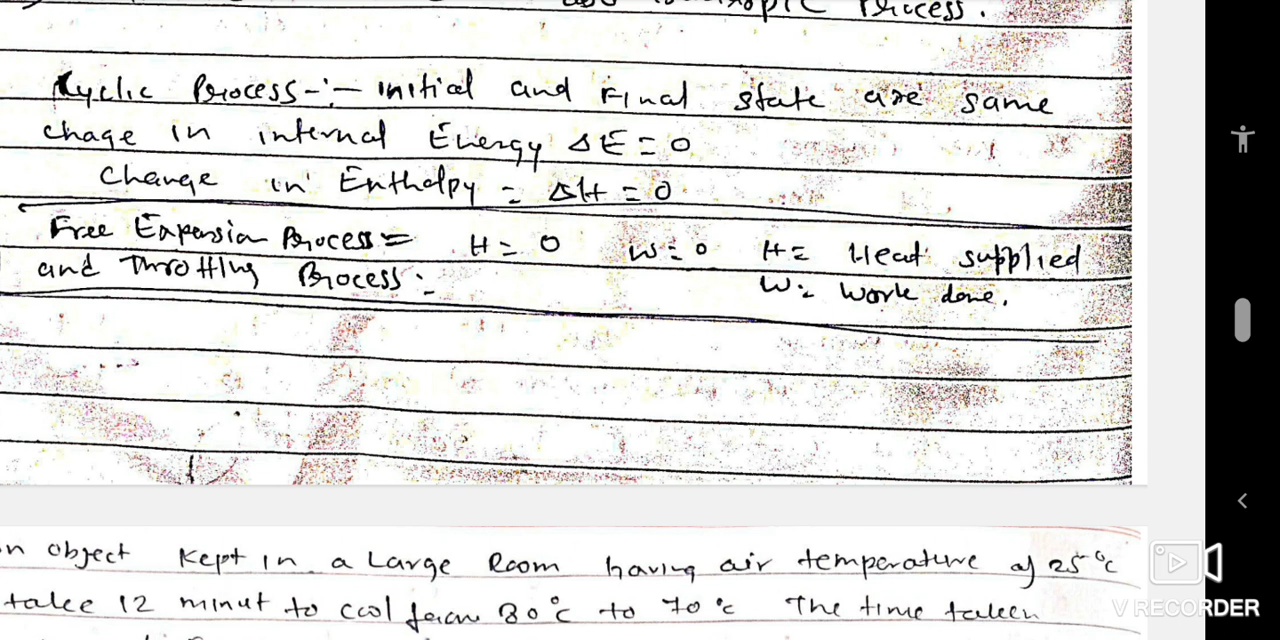 Process.
Cyclic Process-:- initial and Final state are same
chage in internal Energy ΔE = 0
Change in Enthalpy = ΔH = 0
Free Expansion Process = H = 0 W = 0 H = Heat supplied
and Throttling Process:- W = work done.
n object kept in a Large Room having air temperature of 25°C
take 12 minut to cool from 80°C to 70°C The time taken
V RECORDER